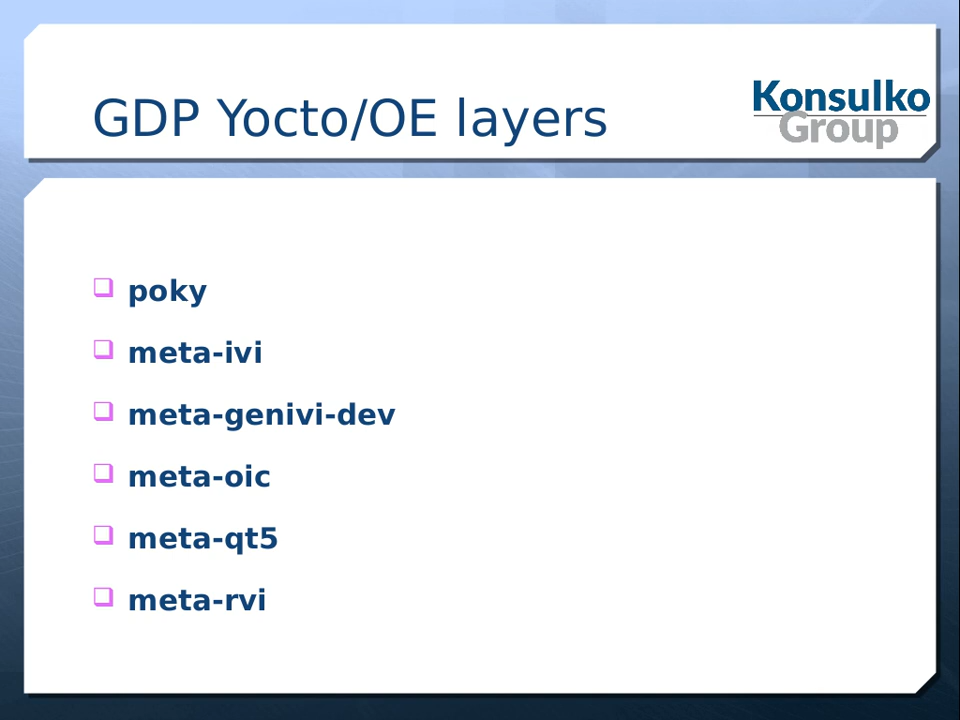 GDP Yocto/OE layers
Konsulko
Group
poky
meta-ivi
meta-genivi-dev
meta-oic
meta-qt5
meta-rvi